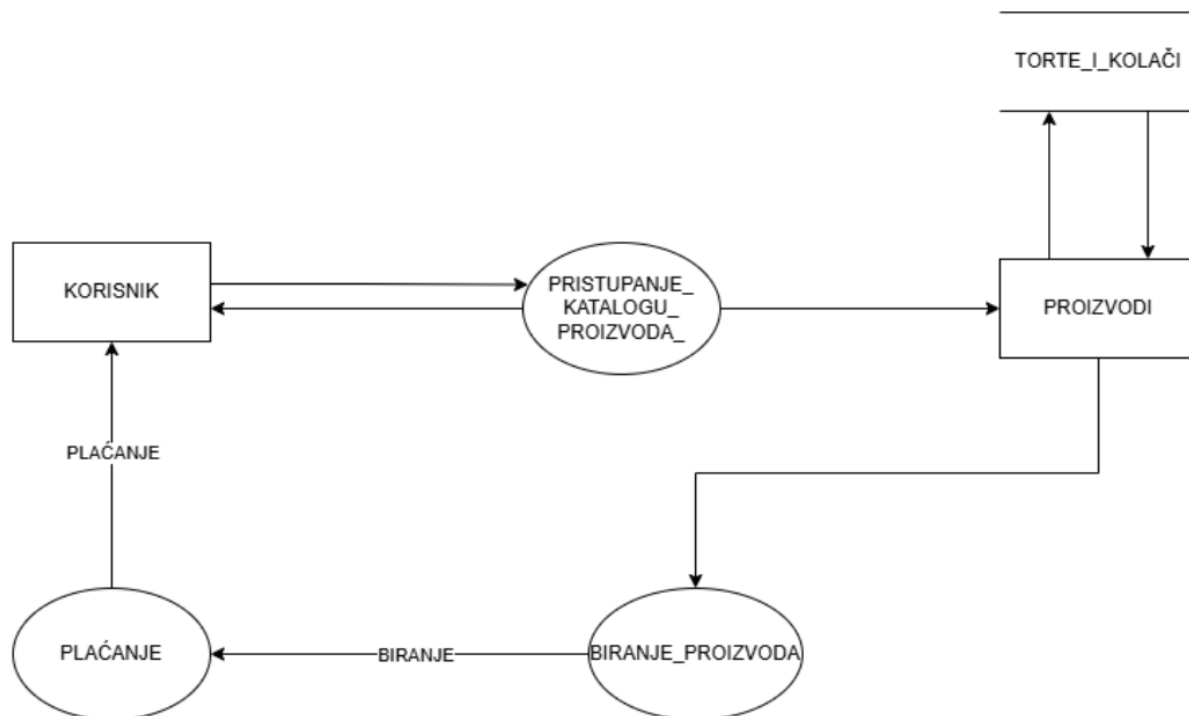 TORTE_I_KOLAČI
KORISNIK
PRISTUPANJE_
KATALOGU_
PROIZVODA_
PROIZVODI
PLAĆANJE
PLAĆANJE
BIRANJE
BIRANJE_PROIZVODA